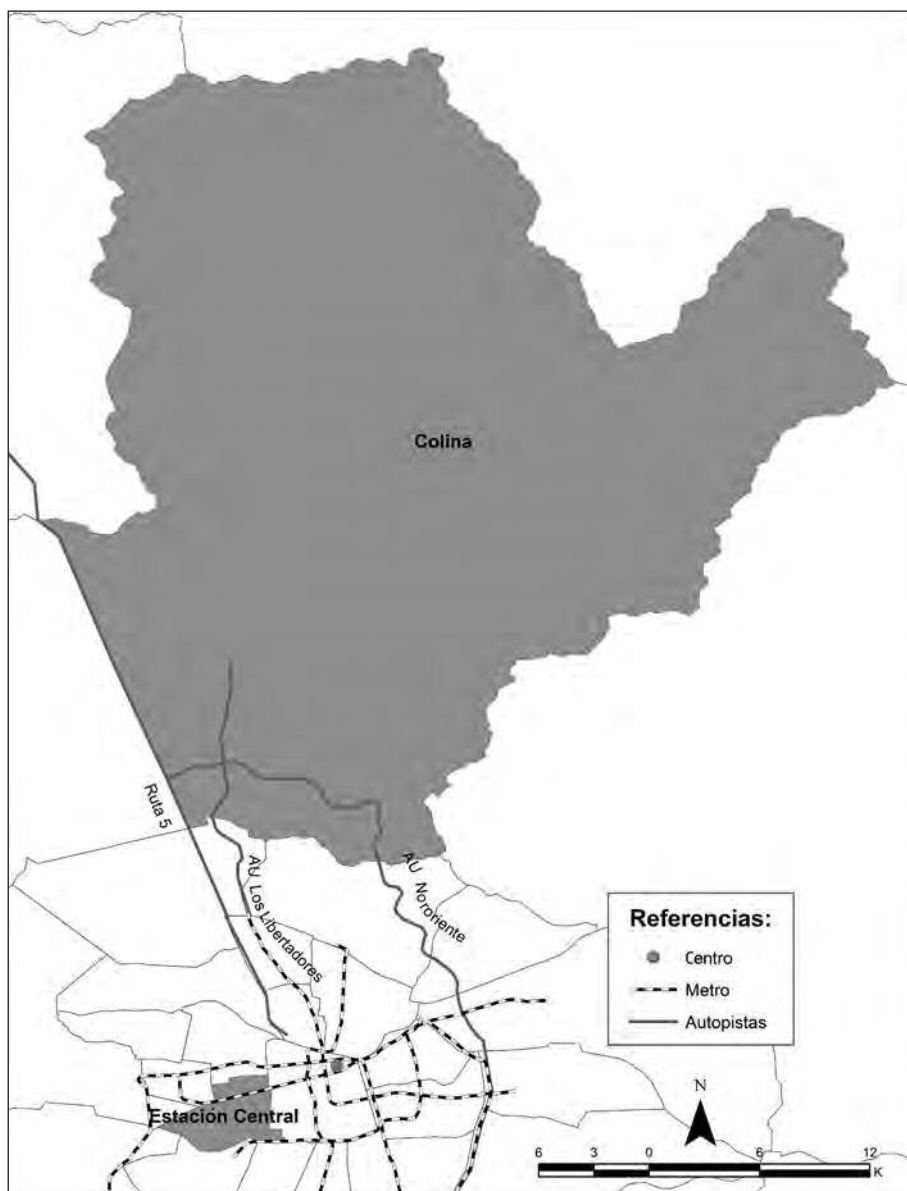 Colina
Ruta 5
AU Los Libertadores
AU Nororiente
Referencias:
Centro
Metro
Autopistas
Estación Central
N
6 3 0 6 12
K